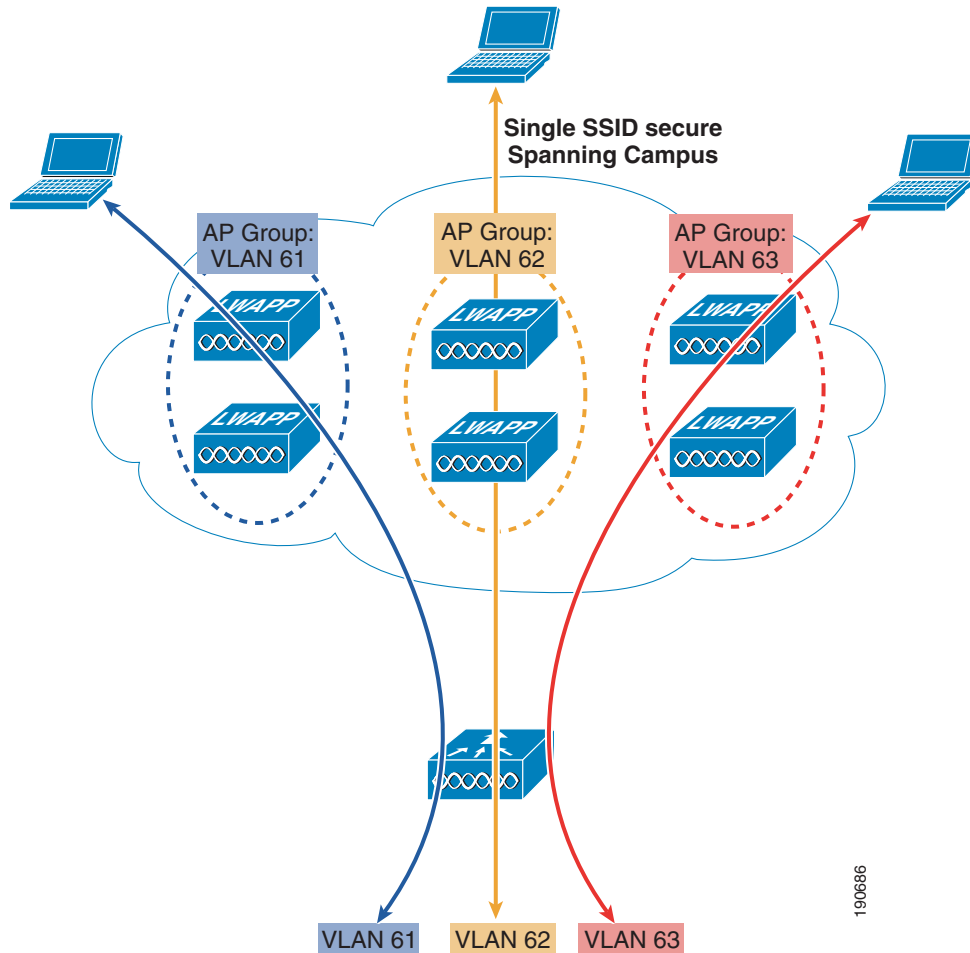 Single SSID secure
Spanning Campus
AP Group:
VLAN 61
AP Group:
VLAN 62
AP Group:
VLAN 63
LWAPP
LWAPP
LWAPP
LWAPP
LWAPP
LWAPP
VLAN 61
VLAN 62
VLAN 63
190686